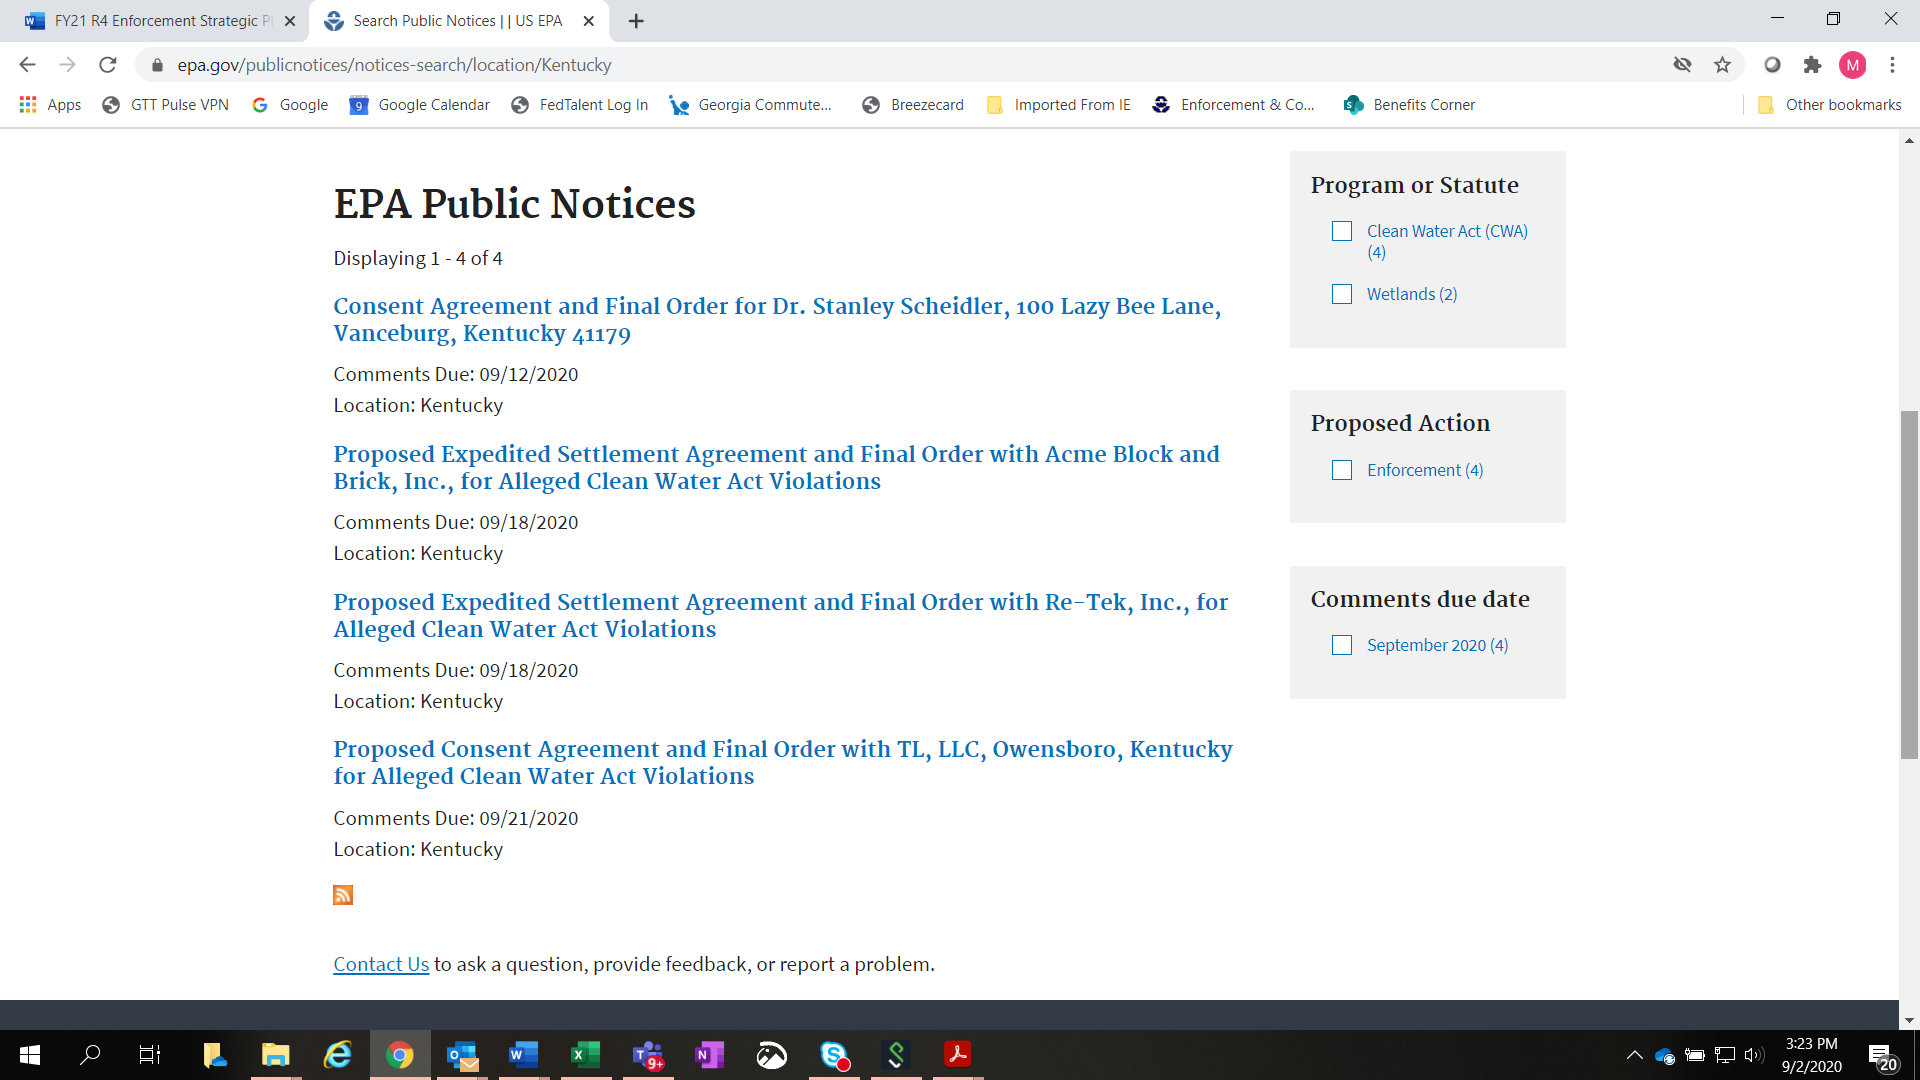 FY21 R4 Enforcement Strategic Pl
Search Public Notices | | US EPA
epa.gov/publicnotices/notices-search/location/Kentucky
M
Apps
GTT Pulse VPN
Google
9
Google Calendar
FedTalent Log In
Georgia Commute...
Breezecard
Imported From IE
Enforcement & Co...
Benefits Corner
Other bookmarks
EPA Public Notices
Displaying 1 - 4 of 4
Consent Agreement and Final Order for Dr. Stanley Scheidler, 100 Lazy Bee Lane,
Vanceburg, Kentucky 41179
Comments Due: 09/12/2020
Location: Kentucky
Proposed Expedited Settlement Agreement and Final Order with Acme Block and
Brick, Inc., for Alleged Clean Water Act Violations
Comments Due: 09/18/2020
Location: Kentucky
Proposed Expedited Settlement Agreement and Final Order with Re-Tek, Inc., for
Alleged Clean Water Act Violations
Comments Due: 09/18/2020
Location: Kentucky
Proposed Consent Agreement and Final Order with TL, LLC, Owensboro, Kentucky
for Alleged Clean Water Act Violations
Comments Due: 09/21/2020
Location: Kentucky
Contact Us to ask a question, provide feedback, or report a problem.
Program or Statute
Clean Water Act (CWA)
(4)
Wetlands (2)
Proposed Action
Enforcement (4)
Comments due date
September 2020 (4)
9+
3:23 PM
9/2/2020
20